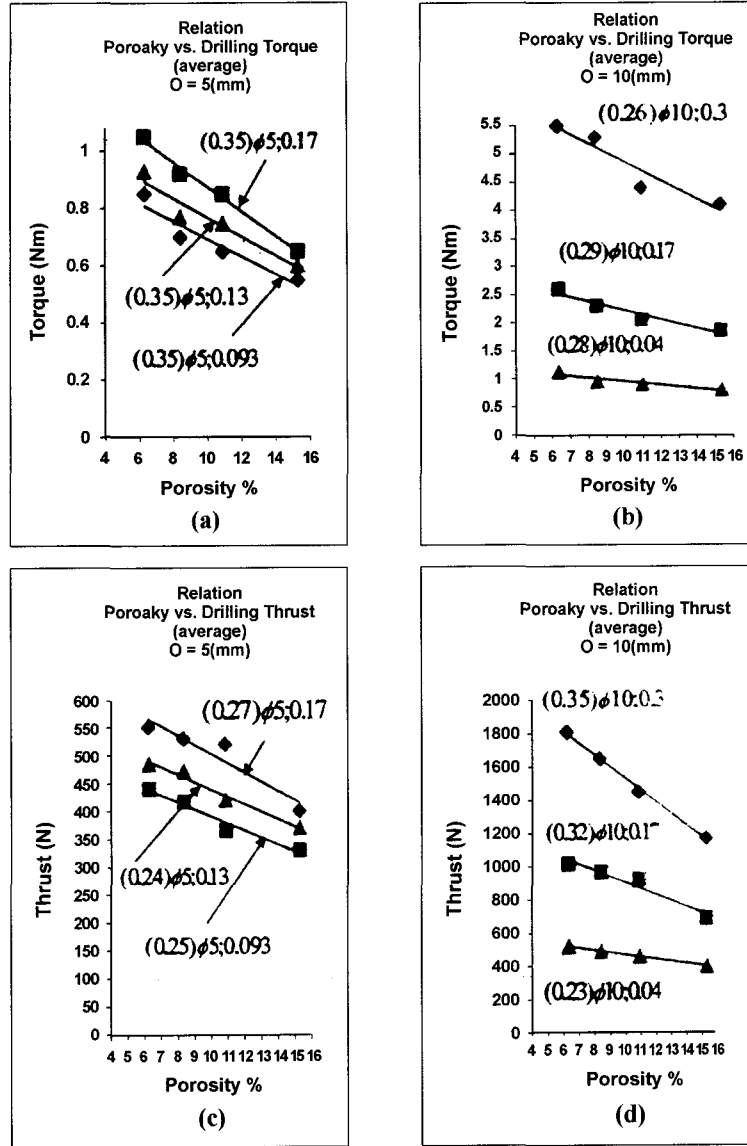 Relation
Poroaky vs. Drilling Torque
(average)
O = 5(mm)
1
0.8
0.6
0.4
0.2
0
Torque (Nm)
(0.35)ϕ5;0.17
(0.35)ϕ5;0.13
(0.35)ϕ5;0.093
4 6 8 10 11 14 16
Porosity %
(a)
Relation
Poroaky vs. Drilling Torque
(average)
O = 10(mm)
5.5
5
4.5
4
3.5
3
2.5
2
1.5
1
0.5
0
Torque (Nm)
(0.26)ϕ10;0.3
(0.29)ϕ10;0.17
(0.28)ϕ10;0.04
4 5 6 7 8 9 10 11 12 13 14 15 16
Porosity %
(b)
Relation
Poroaky vs. Drilling Thrust
(average)
O = 5(mm)
600
550
500
450
400
350
300
250
200
150
100
50
0
Thrust (N)
(0.27)ϕ5;0.17
(0.24)ϕ5;0.13
(0.25)ϕ5;0.093
4 5 6 7 8 9 10 11 12 13 14 15 16
Porosity %
(c)
Relation
Poroaky vs. Drilling Thrust
(average)
O = 10(mm)
2000
1800
1600
1400
1200
1000
800
600
400
200
0
Thrust (N)
(0.35)ϕ10;0.3
(0.32)ϕ10;0.1
(0.23)ϕ10;0.04
4 5 6 7 8 9 10 11 12 13 14 15 16
Porosity %
(d)